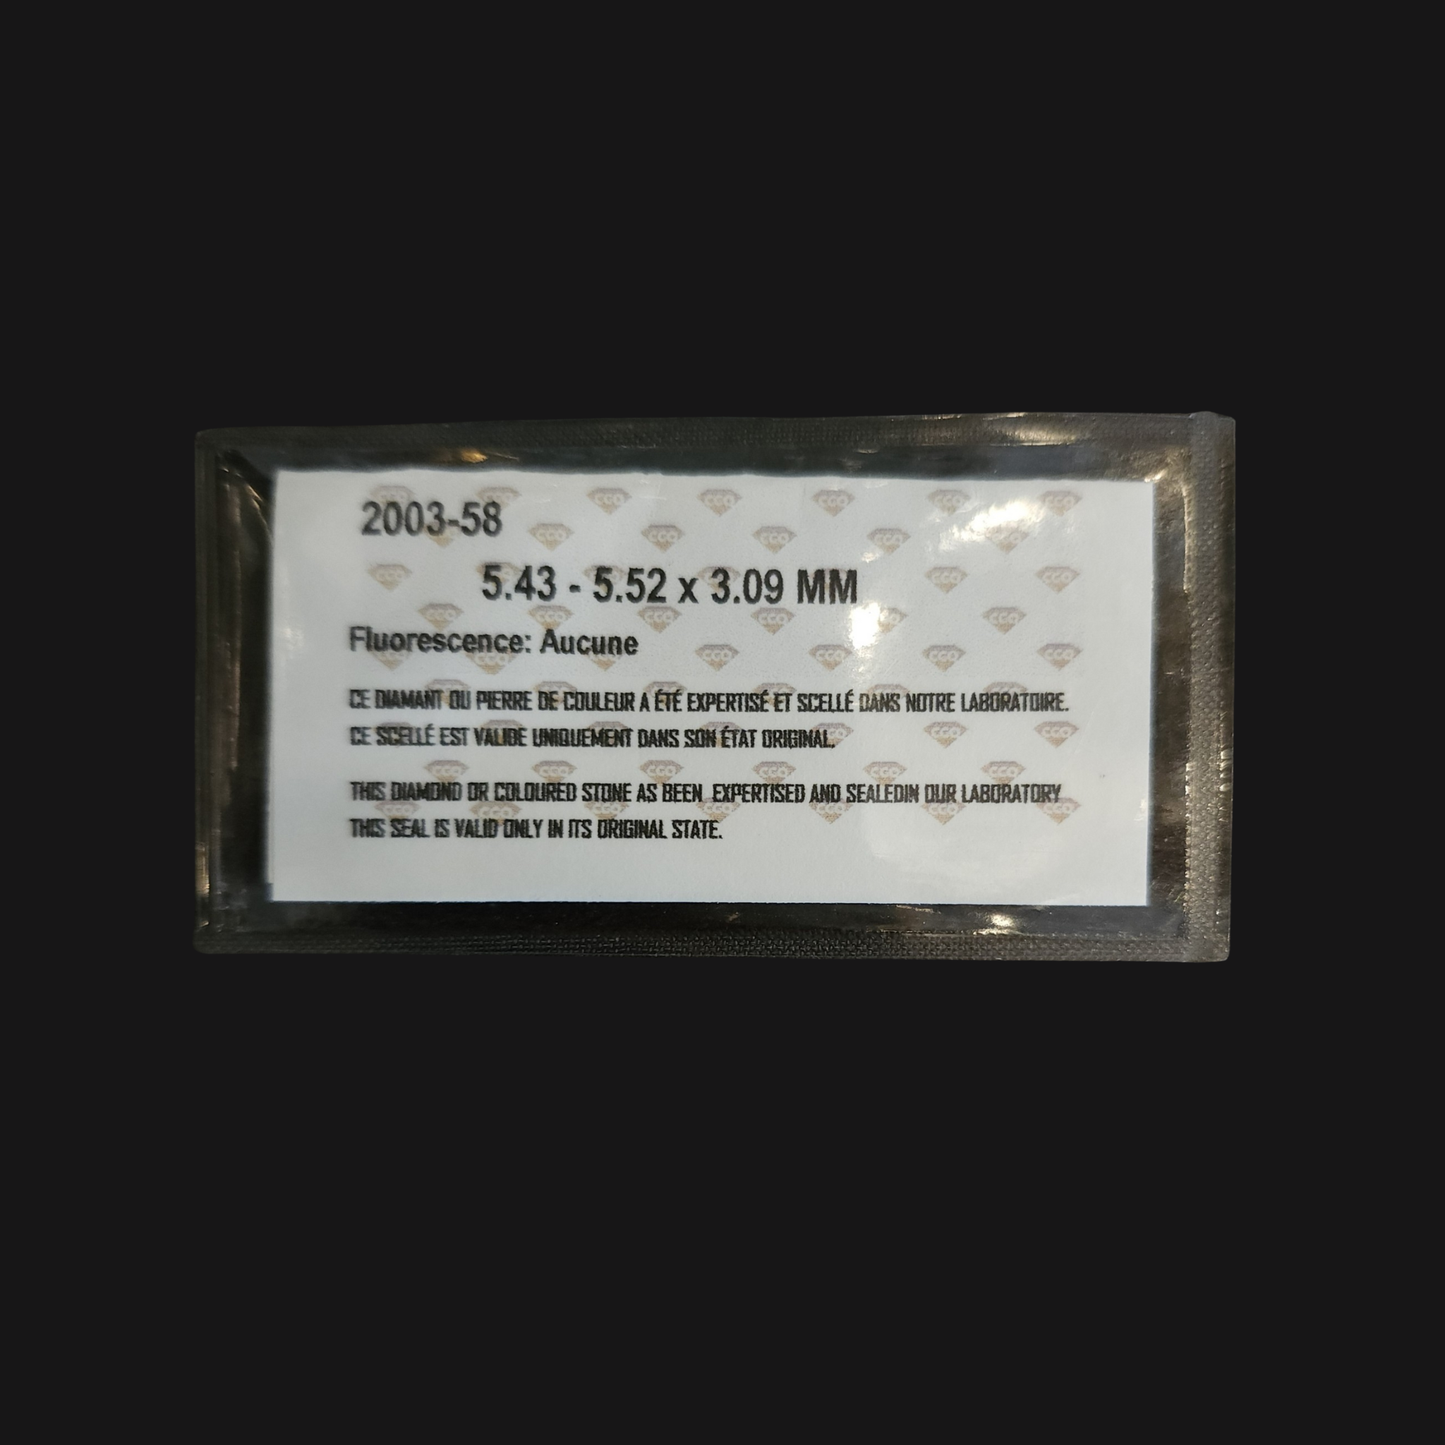 2003-58
5.43 - 5.52 x 3.09 MM
Fluorescence: Aucune
CE DIAMANT OU PIERRE DE COULEUR A ÉTÉ EXPERTISÉ ET SCELLÉ DANS NOTRE LABORATOIRE.
CE SCELLÉ EST VALIDE UNIQUEMENT DANS SON ÉTAT ORIGINAL.
THIS DIAMOND OR COLOURED STONE AS BEEN EXPERTISED AND SEALEDIN OUR LABORATORY
THIS SEAL IS VALID ONLY IN ITS ORIGINAL STATE.